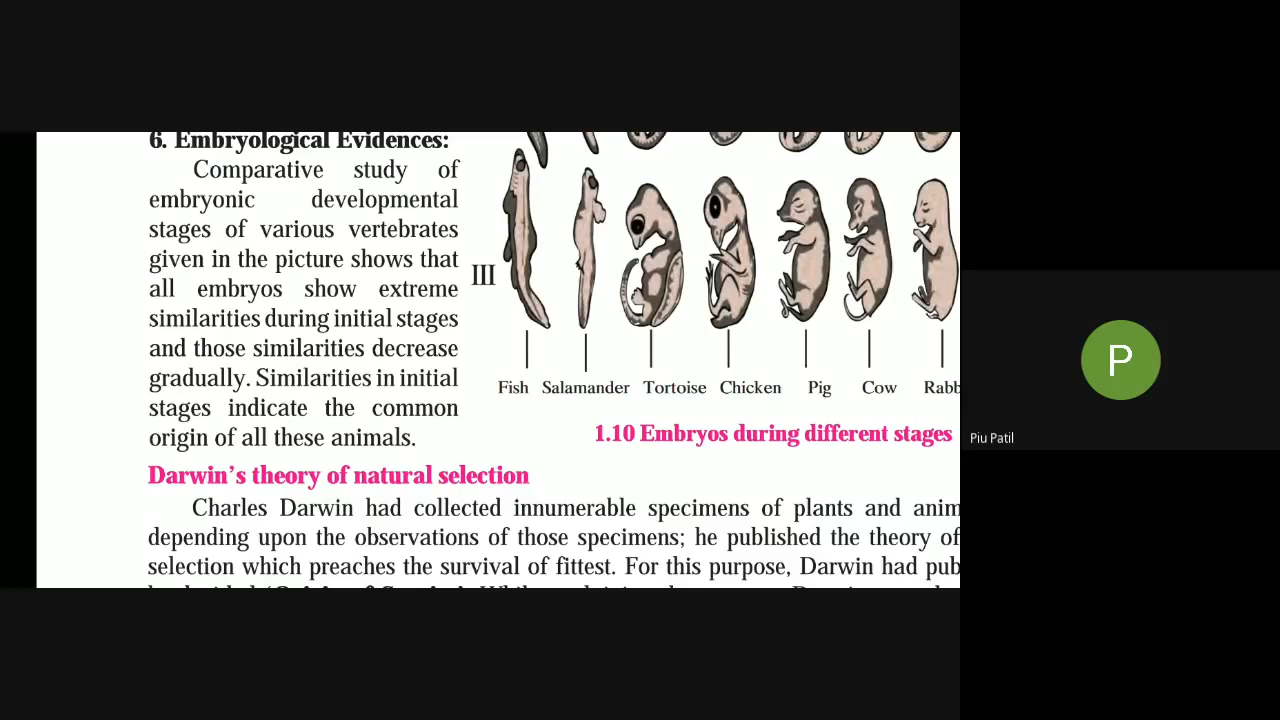 6. Embryological Evidences:
Comparative study of
embryonic developmental
stages of various vertebrates
given in the picture shows that
all embryos show extreme
similarities during initial stages
and those similarities decrease
gradually. Similarities in initial
stages indicate the common
origin of all these animals.
III
Fish Salamander Tortoise Chicken Pig Cow Rabb
1.10 Embryos during different stages
Darwin's theory of natural selection
Charles Darwin had collected innumerable specimens of plants and anim
depending upon the observations of those specimens; he published the theory of
selection which preaches the survival of fittest. For this purpose, Darwin had pub
P
Piu Patil